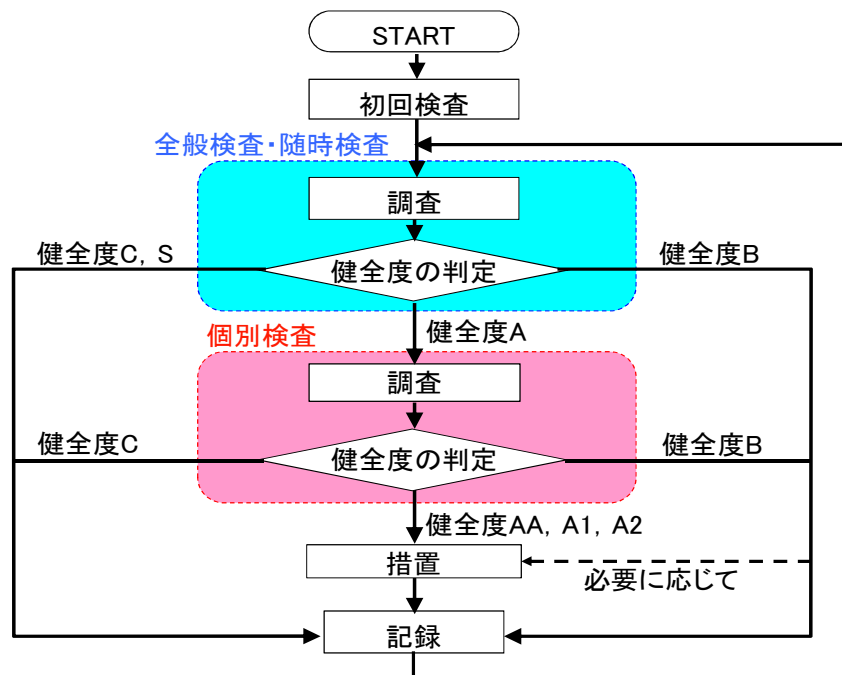 START
初回検査
全般検査・随時検査
調査
健全度C, S
健全度の判定
健全度B
健全度A
個別検査
調査
健全度C
健全度の判定
健全度B
健全度AA, A1, A2
措置
必要に応じて
記録